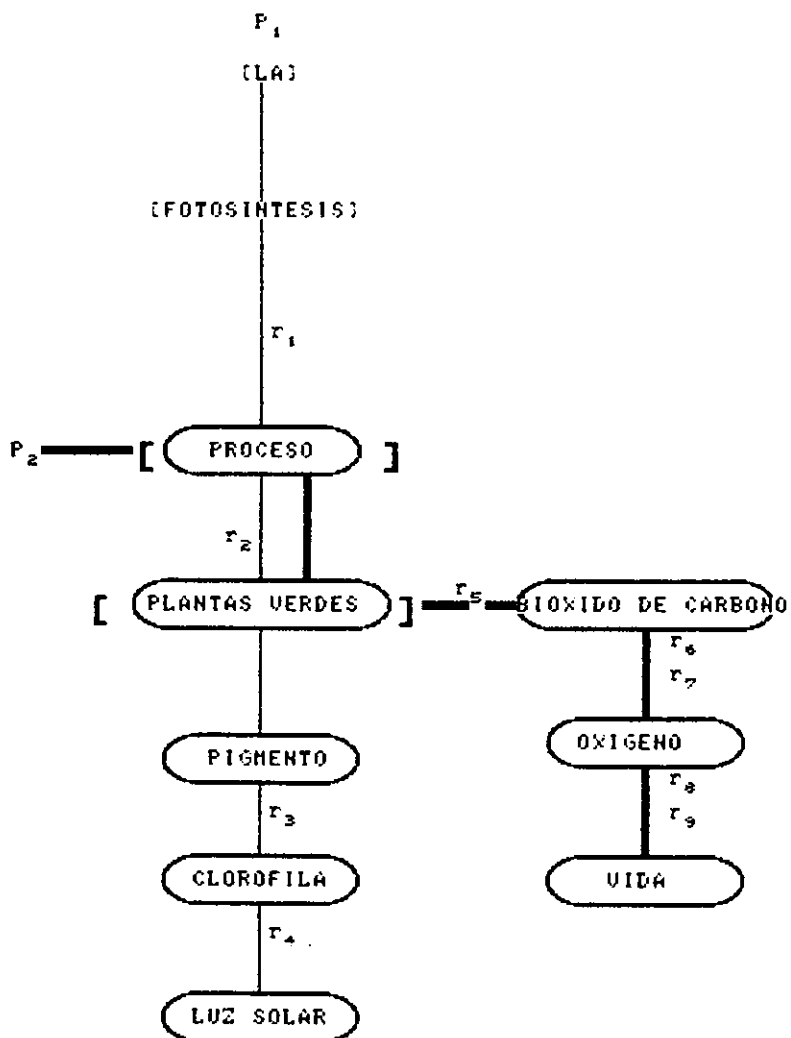 P₁
[LA]
[FOTOSINTESIS]
r₁
P₂ [ PROCESO ]
r₂
[ PLANTAS VERDES ] r₅ BIOXIDO DE CARBONO
r₆
r₇
PIGMENTO OXIGENO
r₃ r₈
r₉
CLOROFILA VIDA
r₄
LUZ SOLAR